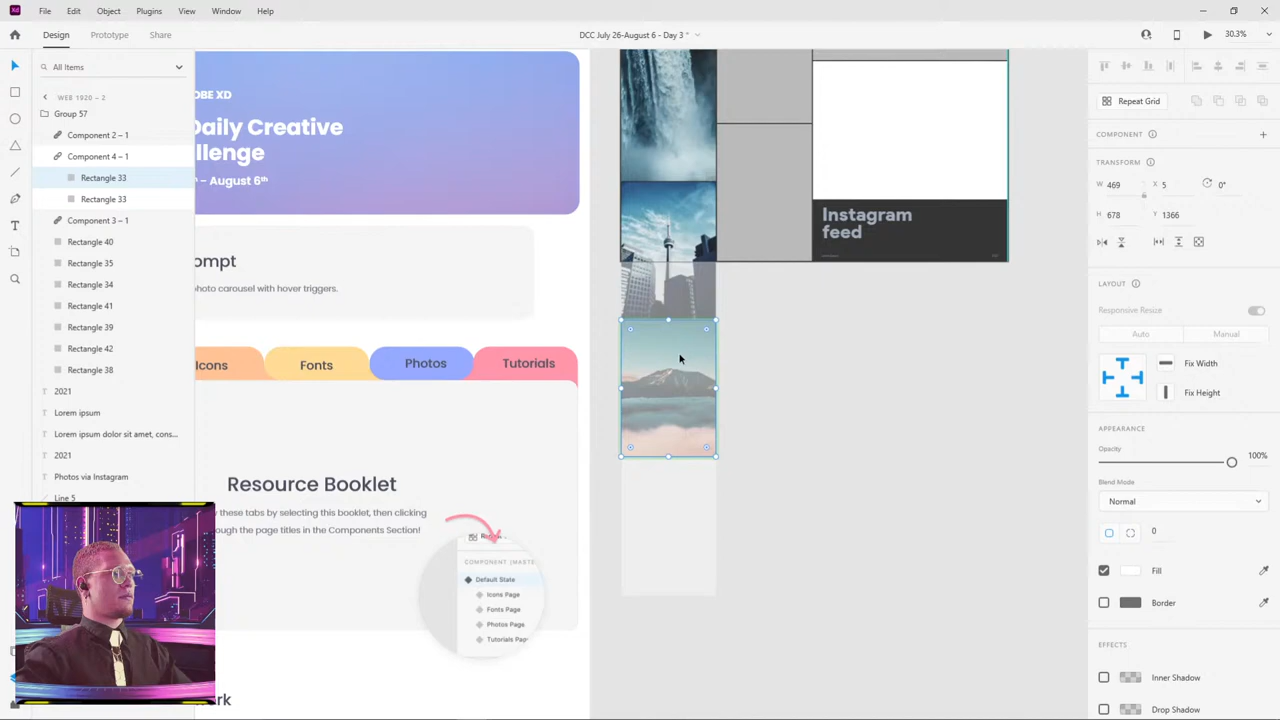 Xd File Edit Object Plugins View Window Help
Design Prototype Share
DCC July 26-August 6 - Day 3 *
30.3%
All Items
WEB 1920 – 2
Group 57
Component 2 – 1
Component 4 – 1
Rectangle 33
Rectangle 33
Component 3 – 1
Rectangle 40
Rectangle 35
Rectangle 34
Rectangle 41
Rectangle 39
Rectangle 42
Rectangle 38
2021
Lorem ipsum
Lorem ipsum dolor sit amet, cons...
2021
Photos via Instagram
Line 5
OBE XD
Daily Creative
llenge
– August 6th
ompt
photo carousel with hover triggers.
Icons
Fonts
Photos
Tutorials
Resource Booklet
these tabs by selecting this booklet, then clicking
ough the page titles in the Components Section!
COMPONENT (MASTE
Default State
Icons Page
Fonts Page
Photos Page
Tutorials Pag
rk
Instagram
feed
Repeat Grid
COMPONENT
TRANSFORM
W 469 X 5 0°
H 678 Y 1366
LAYOUT
Responsive Resize
Auto Manual
Fix Width
Fix Height
APPEARANCE
Opacity
100%
Blend Mode
Normal
0
Fill
Border
EFFECTS
Inner Shadow
Drop Shadow